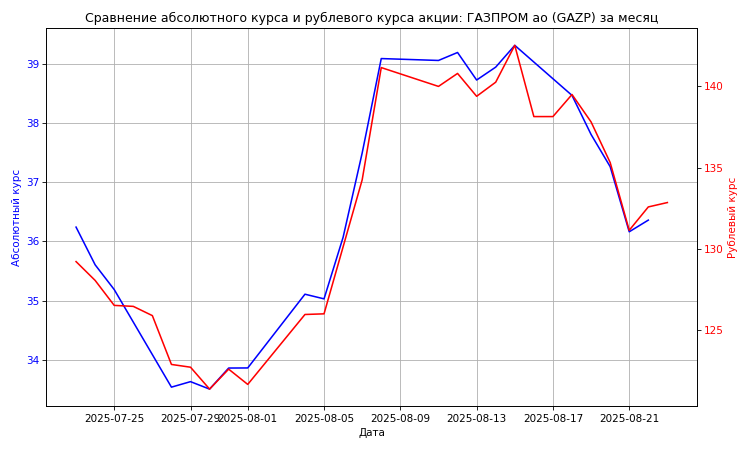 Сравнение абсолютного курса и рублевого курса акции: ГАЗПРОМ ао (GAZP) за месяц
39
38
37
36
35
34
Абсолютный курс
140
135
130
125
Рублевый курс
2025-07-25 2025-07-29 2025-08-01 2025-08-05 2025-08-09 2025-08-13 2025-08-17 2025-08-21
Дата